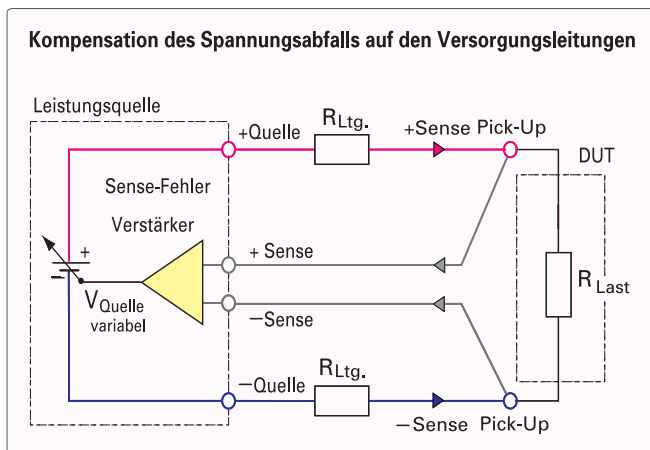 Kompensation des Spannungsabfalls auf den Versorgungsleitungen
Leistungsquelle
+Quelle
RLtg.
+Sense Pick-Up
DUT
Sense-Fehler
Verstärker
+ Sense
+
–
VQuelle
variabel
RLast
–Sense
–Quelle
RLtg.
–Sense Pick-Up